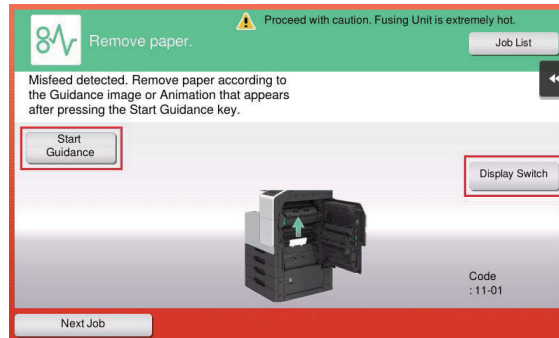 Proceed with caution. Fusing Unit is extremely hot.
Remove paper.
Job List
Misfeed detected. Remove paper according to
the Guidance image or Animation that appears
after pressing the Start Guidance key.
Start
Guidance
Display Switch
Code
: 11-01
Next Job